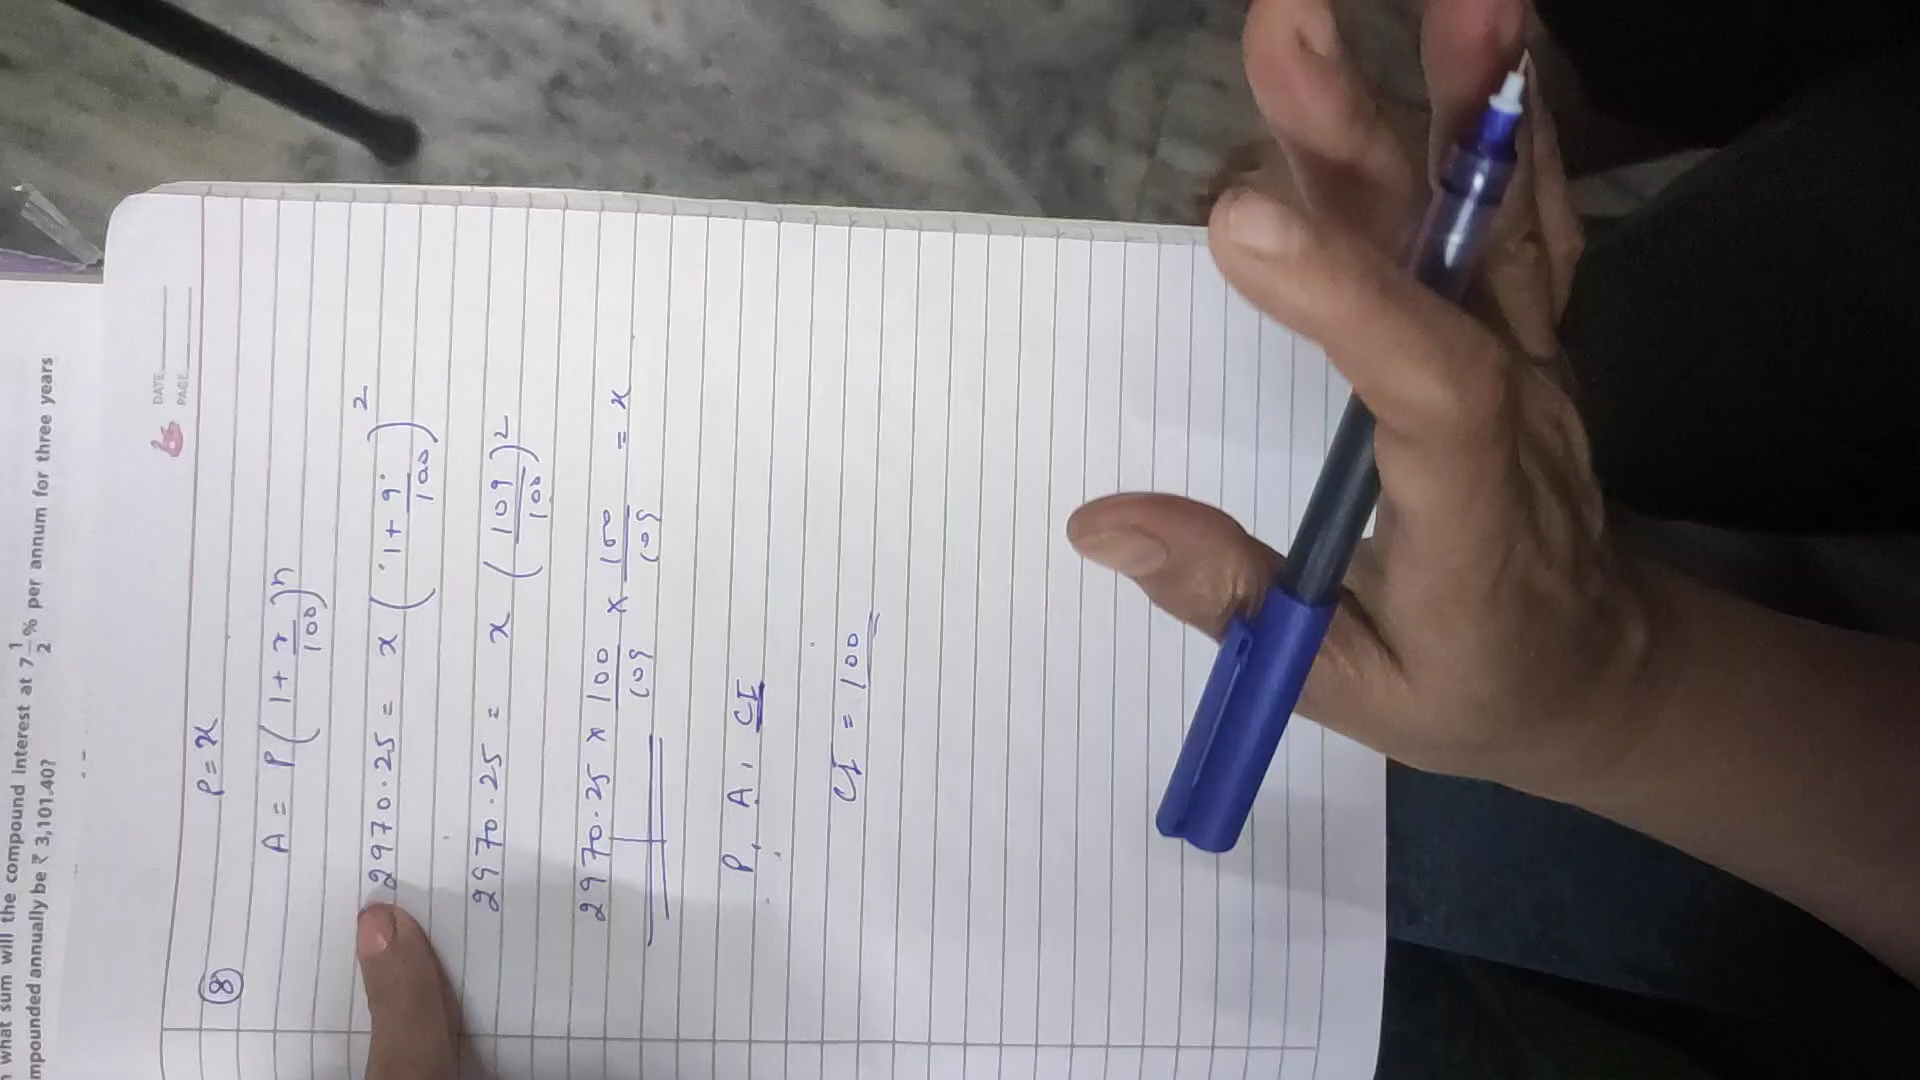 n what sum will the compound interest at 7 1/2 % per annum for three years
mpounded annually be ₹ 3,101.40?
DATE
PAGE
8 P = x
A = P (1 + r/100)^n
2970.25 = x (1 + 9/100)^2
2970.25 = x (109/100)^2
2970.25 x 100/109 x 100/109 = x
P, A, CI
CI = 100